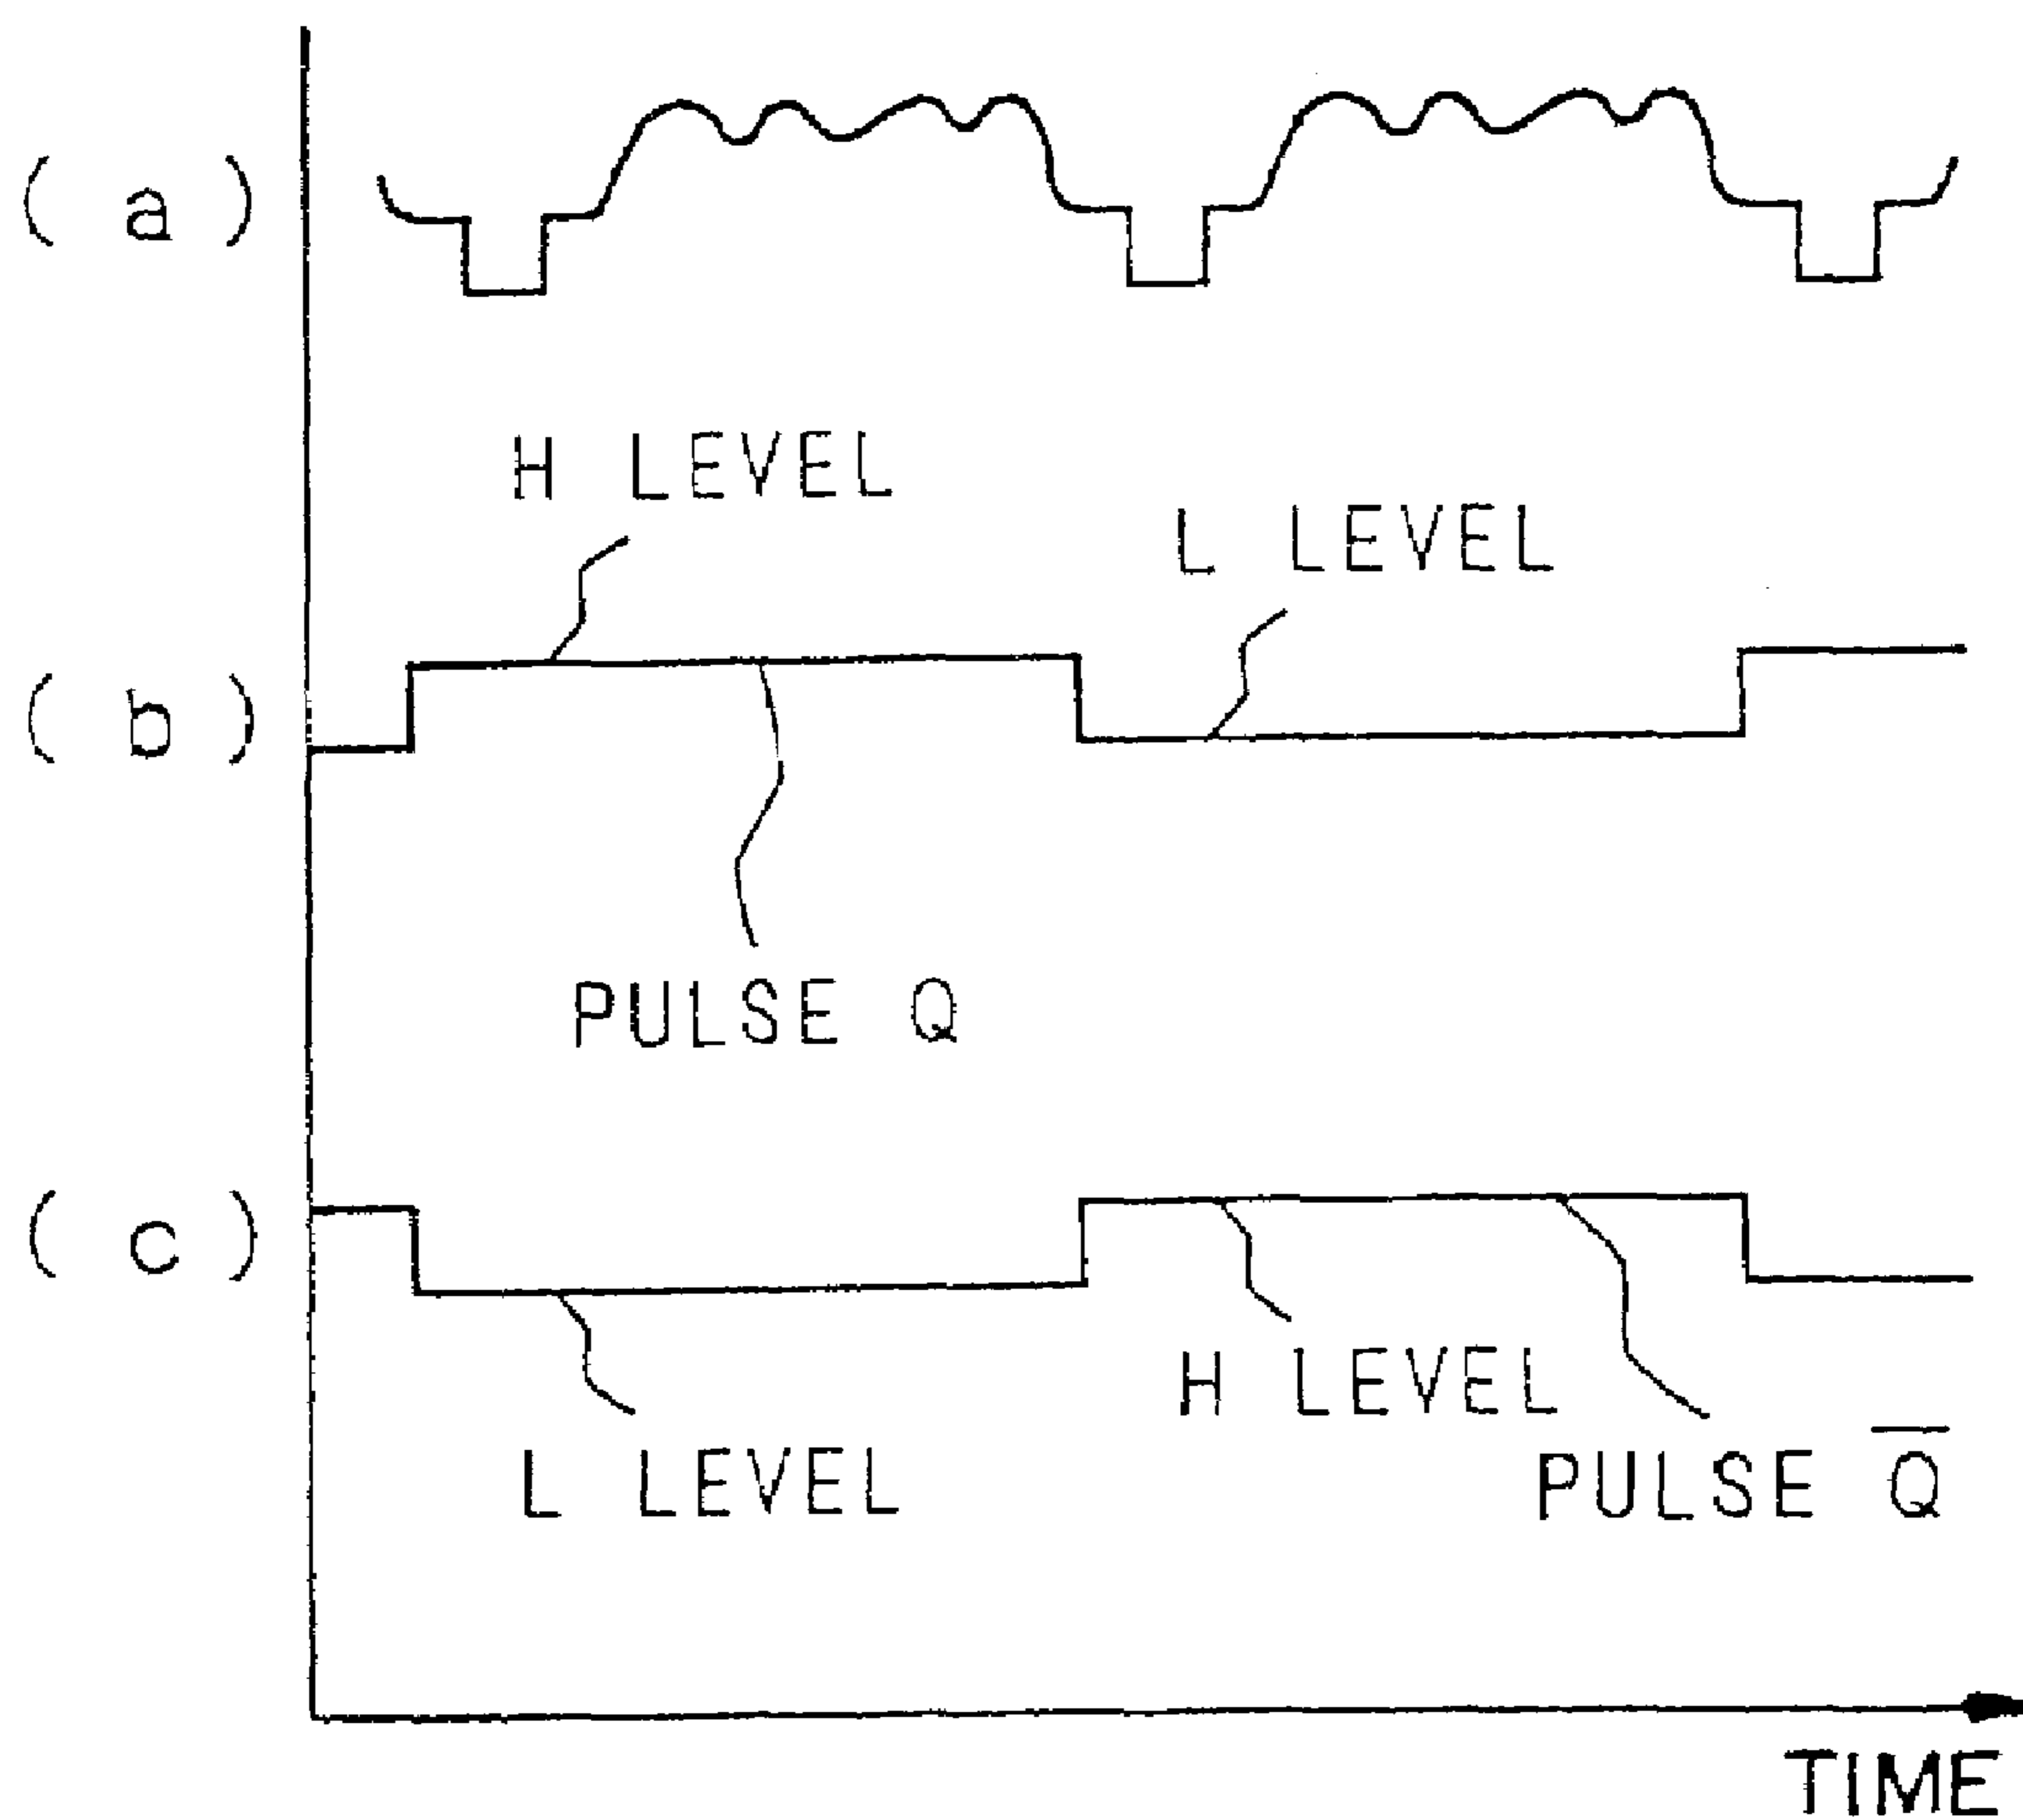 (a)
H LEVEL
L LEVEL
(b)
PULSE Q
(c)
H LEVEL
L LEVEL
PULSE Q̅
TIME